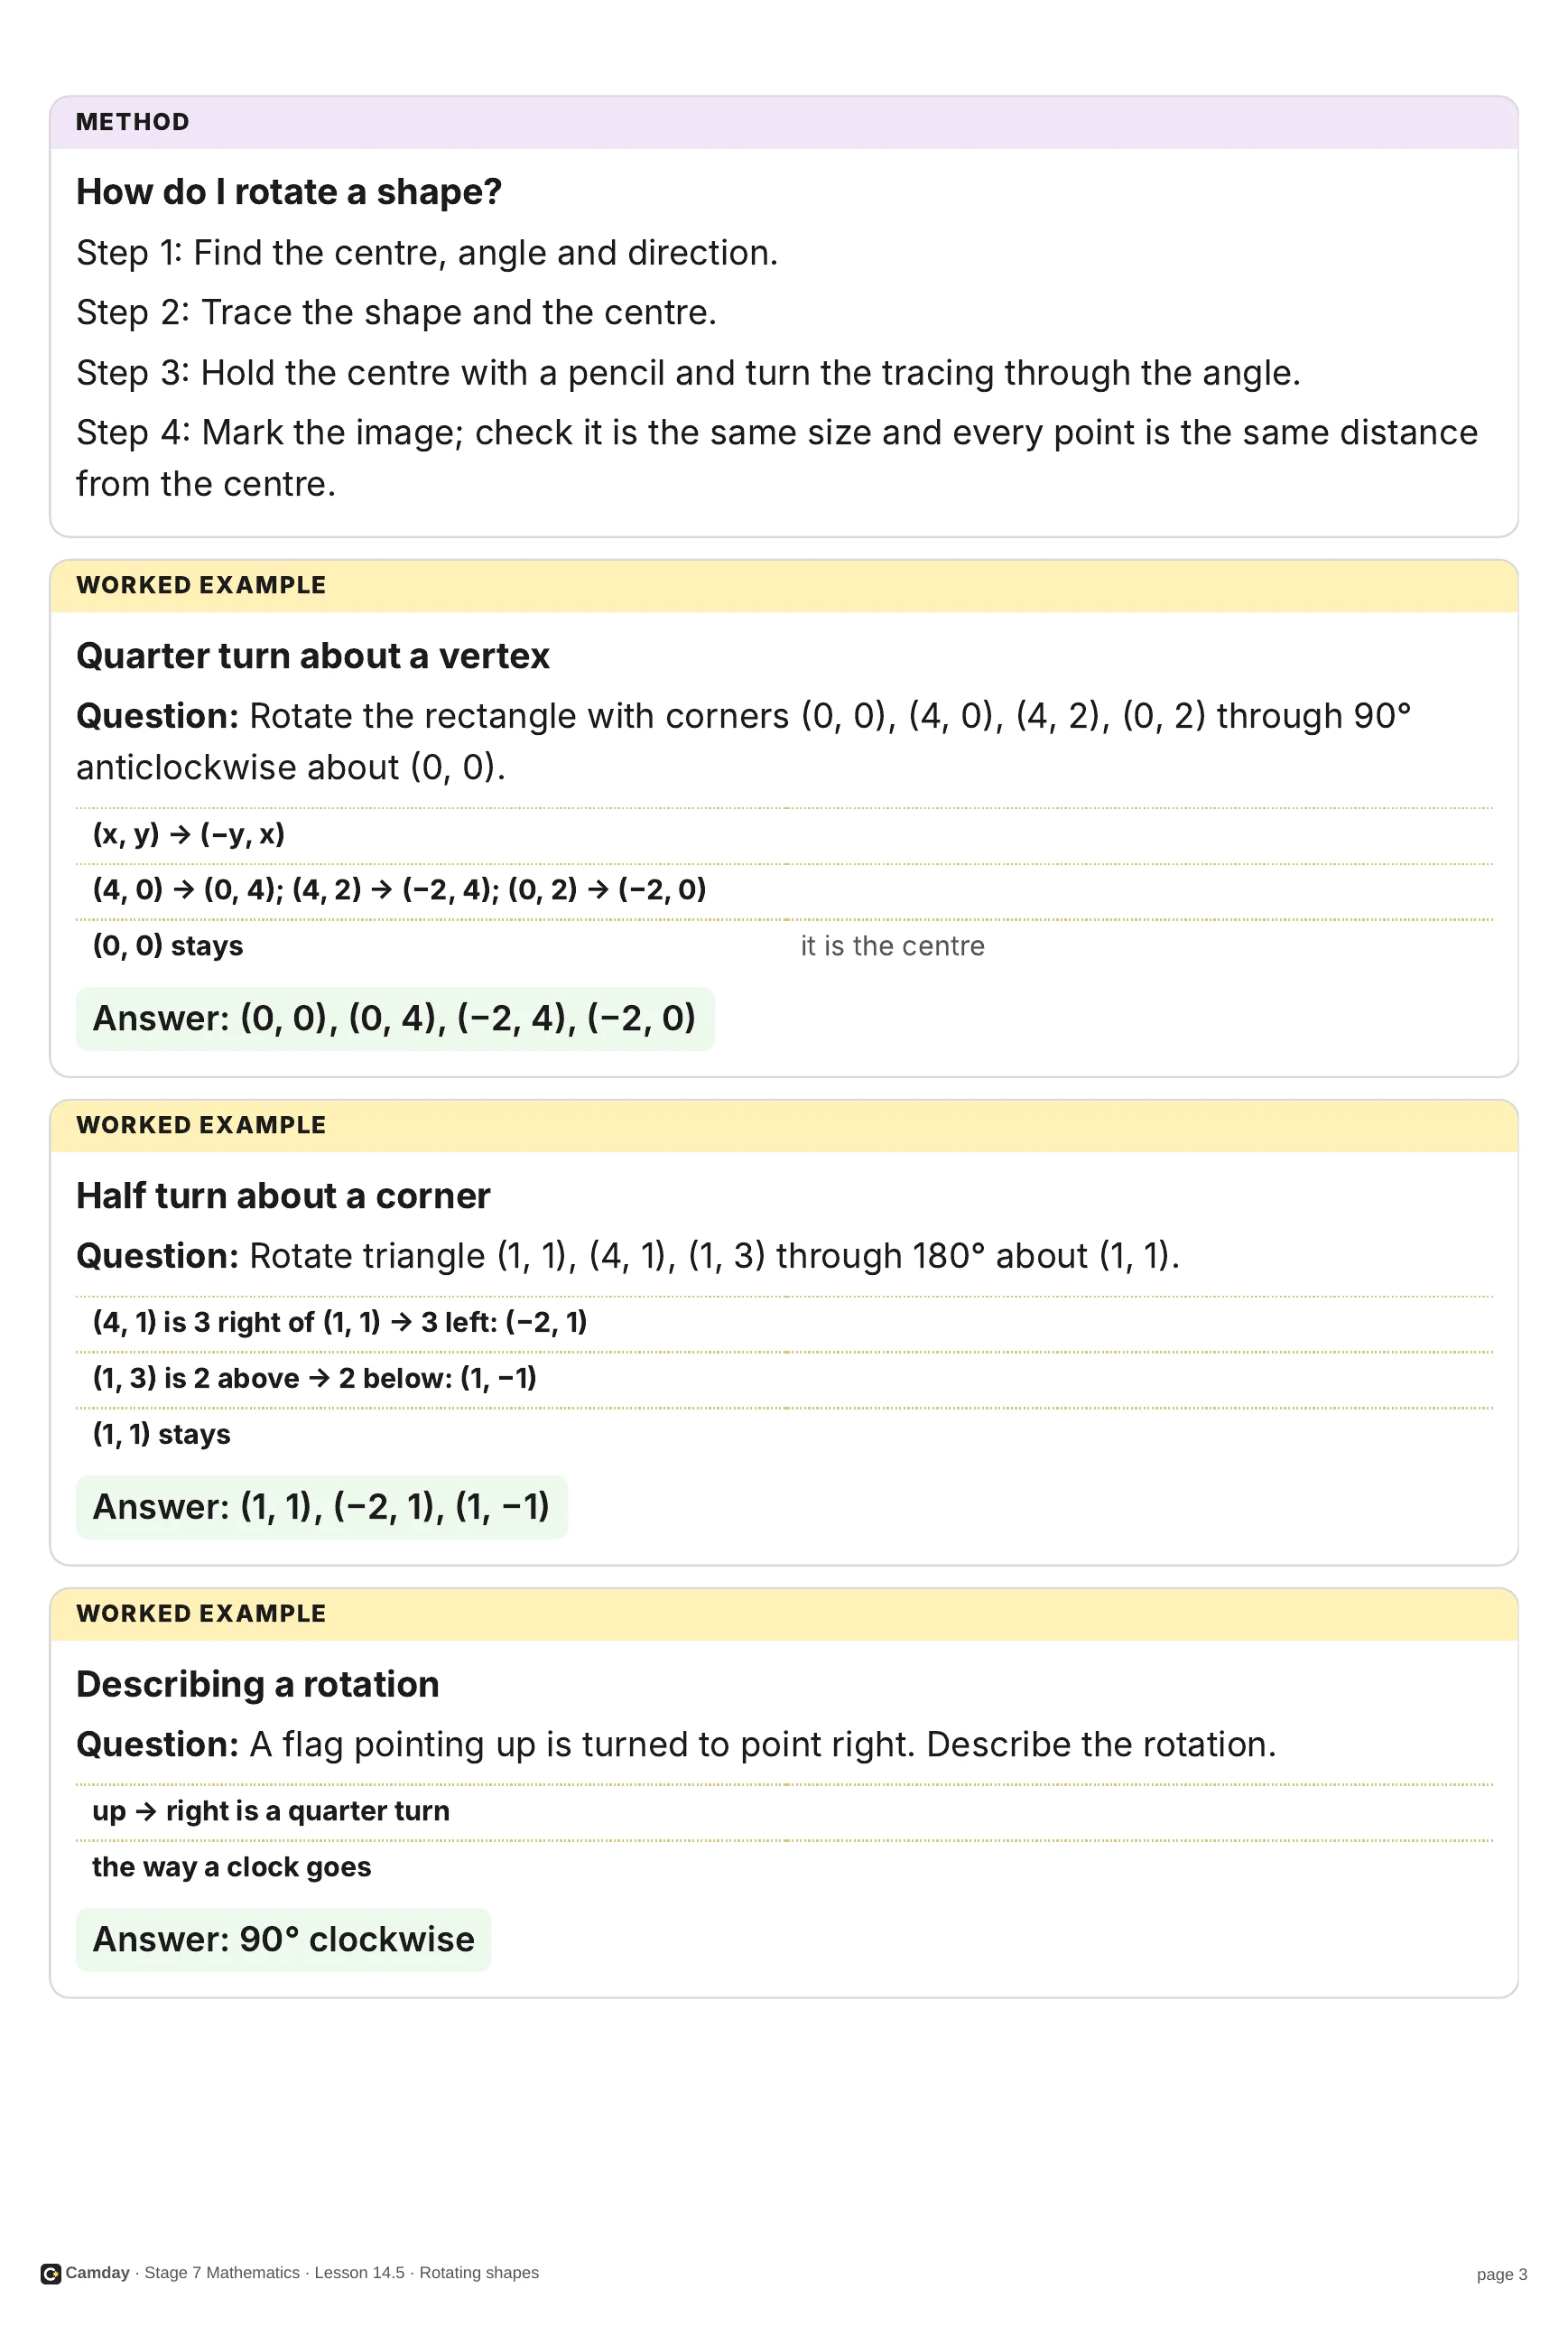 METHOD
How do I rotate a shape?
Step 1: Find the centre, angle and direction.
Step 2: Trace the shape and the centre.
Step 3: Hold the centre with a pencil and turn the tracing through the angle.
Step 4: Mark the image; check it is the same size and every point is the same distance
from the centre.
WORKED EXAMPLE
Quarter turn about a vertex
Question: Rotate the rectangle with corners (0, 0), (4, 0), (4, 2), (0, 2) through 90°
anticlockwise about (0, 0).
(x, y) → (−y, x)
(4, 0) → (0, 4); (4, 2) → (−2, 4); (0, 2) → (−2, 0)
(0, 0) stays it is the centre
Answer: (0, 0), (0, 4), (−2, 4), (−2, 0)
WORKED EXAMPLE
Half turn about a corner
Question: Rotate triangle (1, 1), (4, 1), (1, 3) through 180° about (1, 1).
(4, 1) is 3 right of (1, 1) → 3 left: (−2, 1)
(1, 3) is 2 above → 2 below: (1, −1)
(1, 1) stays
Answer: (1, 1), (−2, 1), (1, −1)
WORKED EXAMPLE
Describing a rotation
Question: A flag pointing up is turned to point right. Describe the rotation.
up → right is a quarter turn
the way a clock goes
Answer: 90° clockwise
Camday · Stage 7 Mathematics · Lesson 14.5 · Rotating shapes
page 3